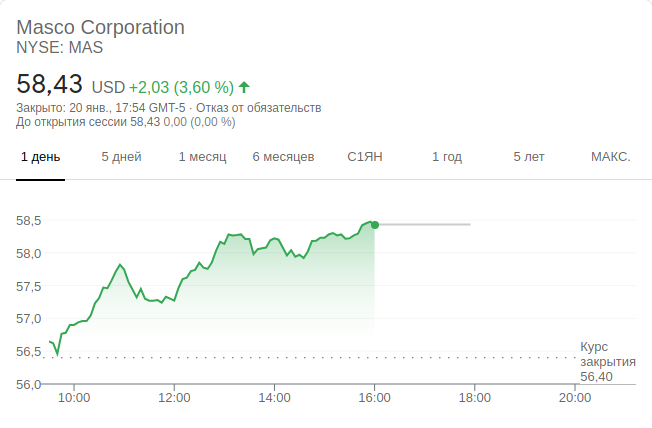 Masco Corporation
NYSE: MAS
58,43 USD +2,03 (3,60 %)
Закрыто: 20 янв., 17:54 GMT-5 · Отказ от обязательств
До открытия сессии 58,43 0,00 (0,00 %)
1 день 5 дней 1 месяц 6 месяцев С1ЯН 1 год 5 лет МАКС.
58,5
58,0
57,5
57,0
56,5
56,0
Курс
закрытия
56,40
10:00 12:00 14:00 16:00 18:00 20:00